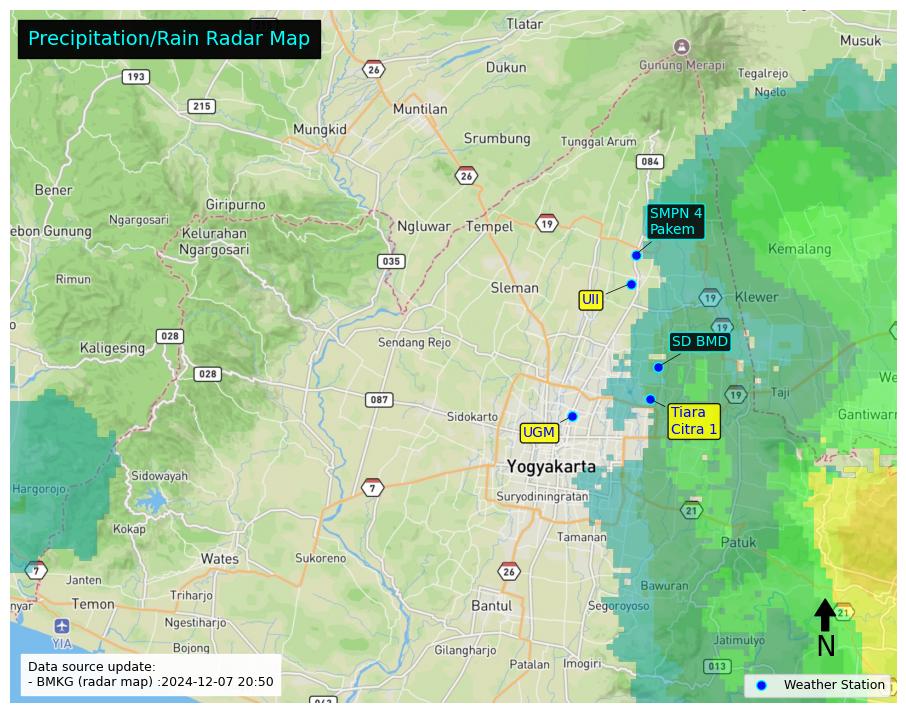 Precipitation/Rain Radar Map
Tlatar
Musuk
26
193
Dukun
Gunung Merapi
Tegalrejo
Ngelo
215
Muntilan
Mungkid
Srumbung
Tunggal Arum
084
26
Bener
Giripurno
Ngargosari
Kelurahan
Ngargosari
ebon Gunung
Ngluwar
Tempel
19
SMPN 4
Pakem
Kemalang
035
Rimun
Sleman
UII
19
Klewer
19
028
Kaligesing
Sendang Rejo
SD BMD
028
We
087
19
Taji
Sidokarto
UGM
Tiara
Citra 1
Gantiwarn
Yogyakarta
Sidowayah
Hargorojo
7
Suryodiningratan
21
Kokap
Tamanan
Patuk
Wates
Sukoreno
7
Janten
26
Bawuran
Triharjo
nyar
Temon
Bantul
Segoroyoso
21
Ngestiharjo
YIA
N
Jatimulyo
Bojong
Gilangharjo
Patalan
Imogiri
013
Data source update:
- BMKG (radar map) :2024-12-07 20:50
Weather Station